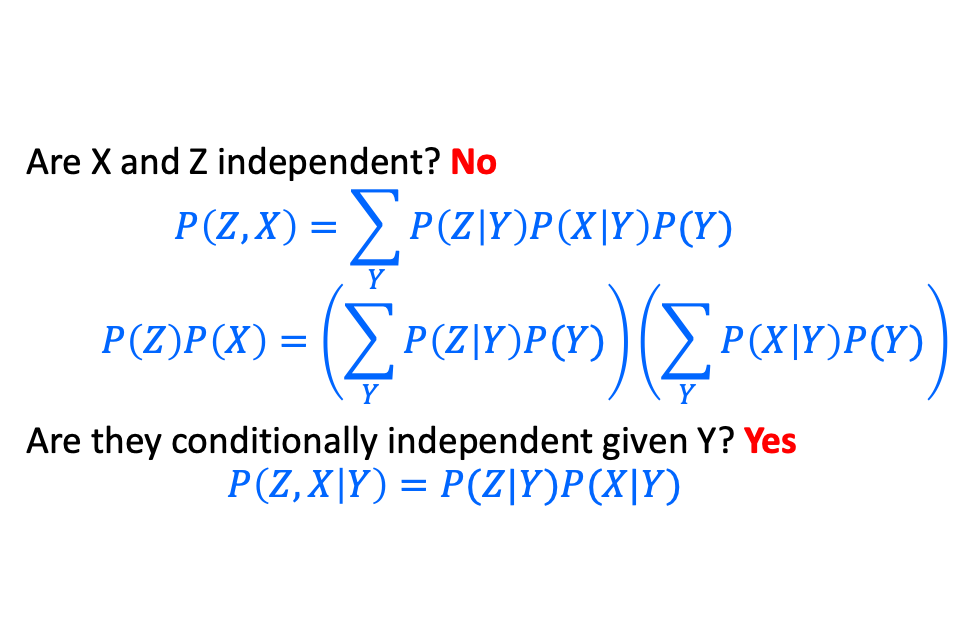 Are X and Z independent? No
P(Z,X) = ∑_Y P(Z|Y)P(X|Y)P(Y)
P(Z)P(X) = (∑_Y P(Z|Y)P(Y)) (∑_Y P(X|Y)P(Y))
Are they conditionally independent given Y? Yes
P(Z,X|Y) = P(Z|Y)P(X|Y)